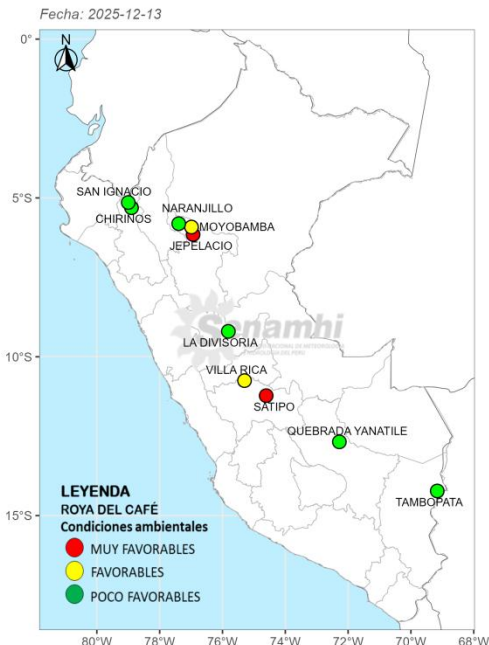 Fecha: 2025-12-13
N
0°
SAN IGNACIO
5°S
NARANJILLO
CHIRINOS
MOYOBAMBA
JEPELACIO
Senamhi
LA DIVISORIA
10°S
VILLA RICA
SATIPO
QUEBRADA YANATILE
TAMBOPATA
LEYENDA
ROYA DEL CAFÉ
Condiciones ambientales
15°S
MUY FAVORABLES
FAVORABLES
POCO FAVORABLES
80°W 78°W 76°W 74°W 72°W 70°W 68°W